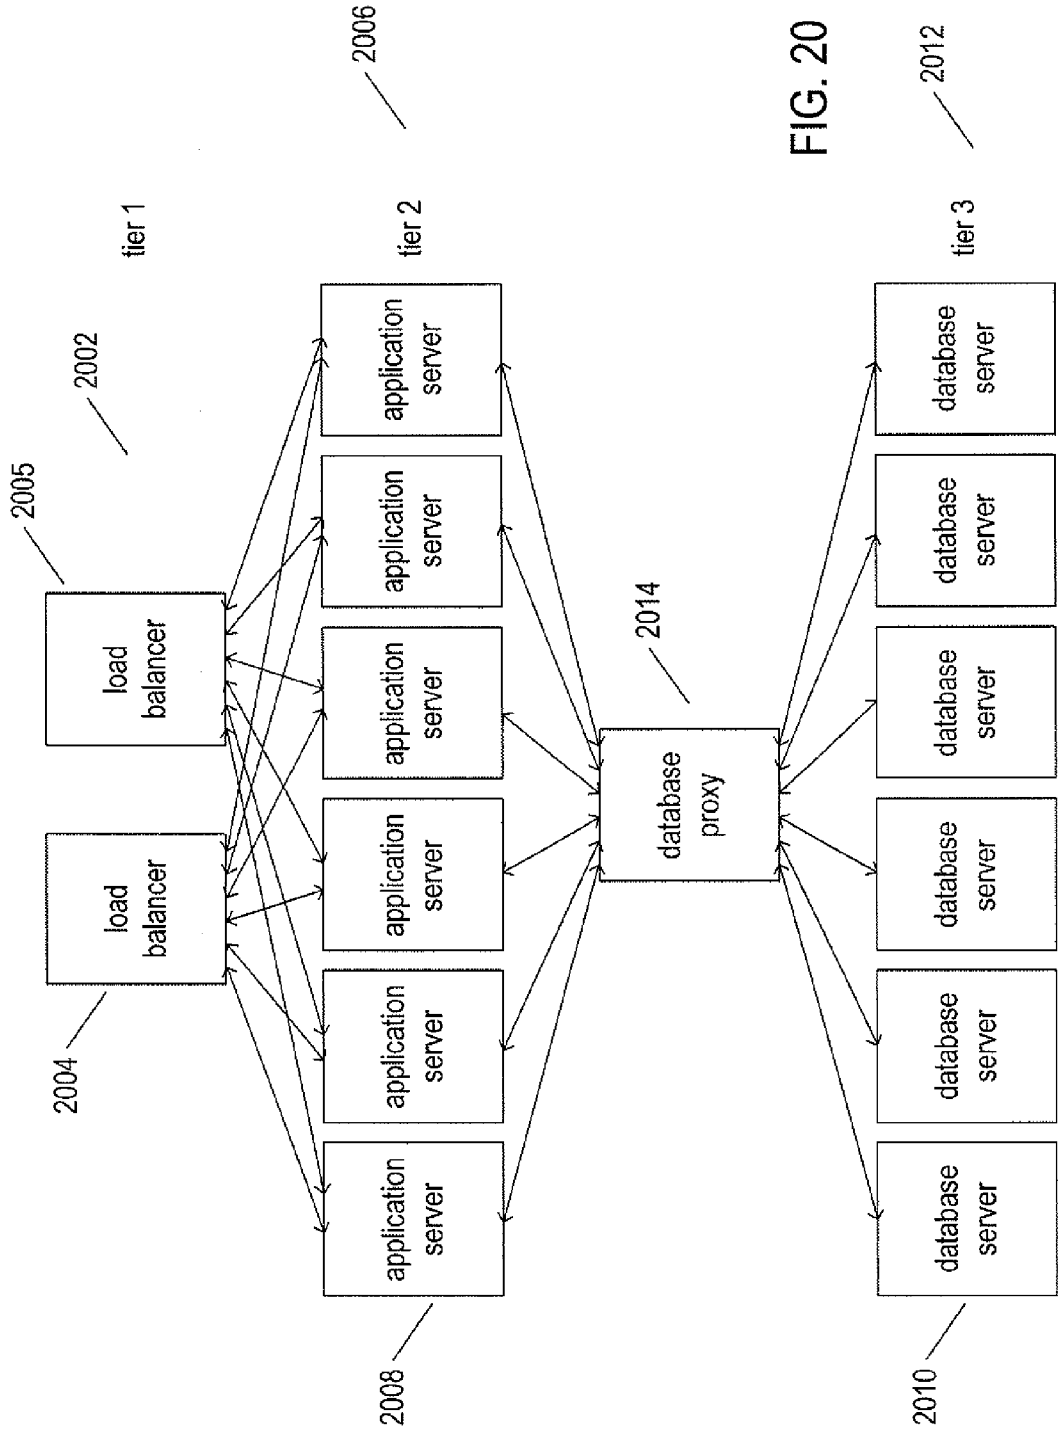 2004
2005
2002
load
balancer
load
balancer
tier 1
2006
2008
application
server
application
server
application
server
application
server
application
server
application
server
tier 2
database
proxy
2014
FIG. 20
2010
database
server
database
server
database
server
database
server
database
server
database
server
tier 3
2012